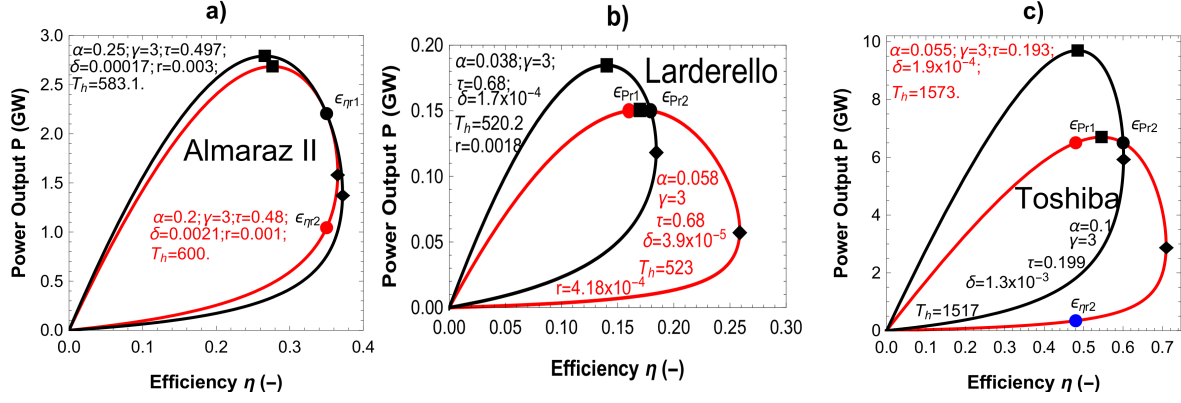 a)
3.0
2.5
2.0
1.5
1.0
0.5
0.0
Power Output P (GW)
α=0.25;γ=3;τ=0.497;
δ=0.00017;r=0.003;
Tₕ=583.1.
ϵηr1
Almaraz II
α=0.2;γ=3;τ=0.48;
δ=0.0021;r=0.001;
Tₕ=600.
ϵηr2
0.0 0.1 0.2 0.3 0.4
Efficiency η (–)
b)
0.20
0.15
0.10
0.05
0.00
Power Output P (GW)
α=0.038;γ=3;
τ=0.68;
δ=1.7x10⁻⁴
Tₕ=520.2
r=0.0018
Larderello
ϵPr1
ϵPr2
α=0.058
γ=3
τ=0.68
δ=3.9x10⁻⁵
Tₕ=523
r=4.18x10⁻⁴
0.00 0.05 0.10 0.15 0.20 0.25 0.30
Efficiency η (–)
c)
10
8
6
4
2
0
Power Output P (GW)
α=0.055;γ=3;τ=0.193;
δ=1.9x10⁻⁴;
Tₕ=1573.
ϵPr1
ϵPr2
Toshiba
α=0.1
γ=3
τ=0.199
δ=1.3x10⁻³
Tₕ=1517
ϵηr2
0.0 0.1 0.2 0.3 0.4 0.5 0.6 0.7
Efficiency η (–)